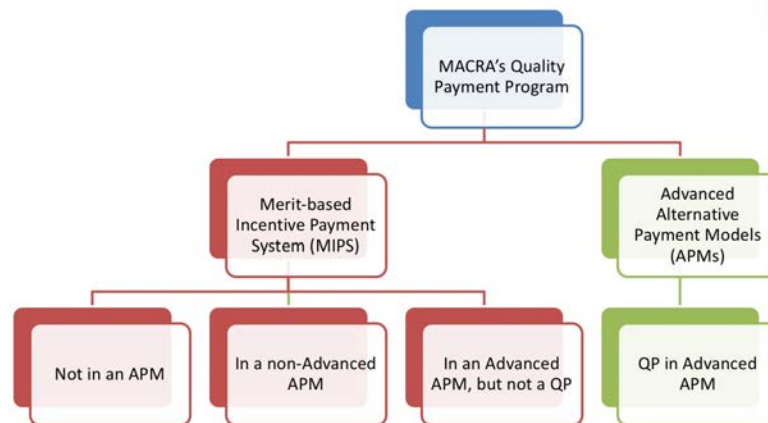 MACRA’s Quality
Payment Program
Merit-based
Incentive Payment
System (MIPS)
Advanced
Alternative
Payment Models
(APMs)
Not in an APM
In a non-Advanced
APM
In an Advanced
APM, but not a QP
QP in Advanced
APM